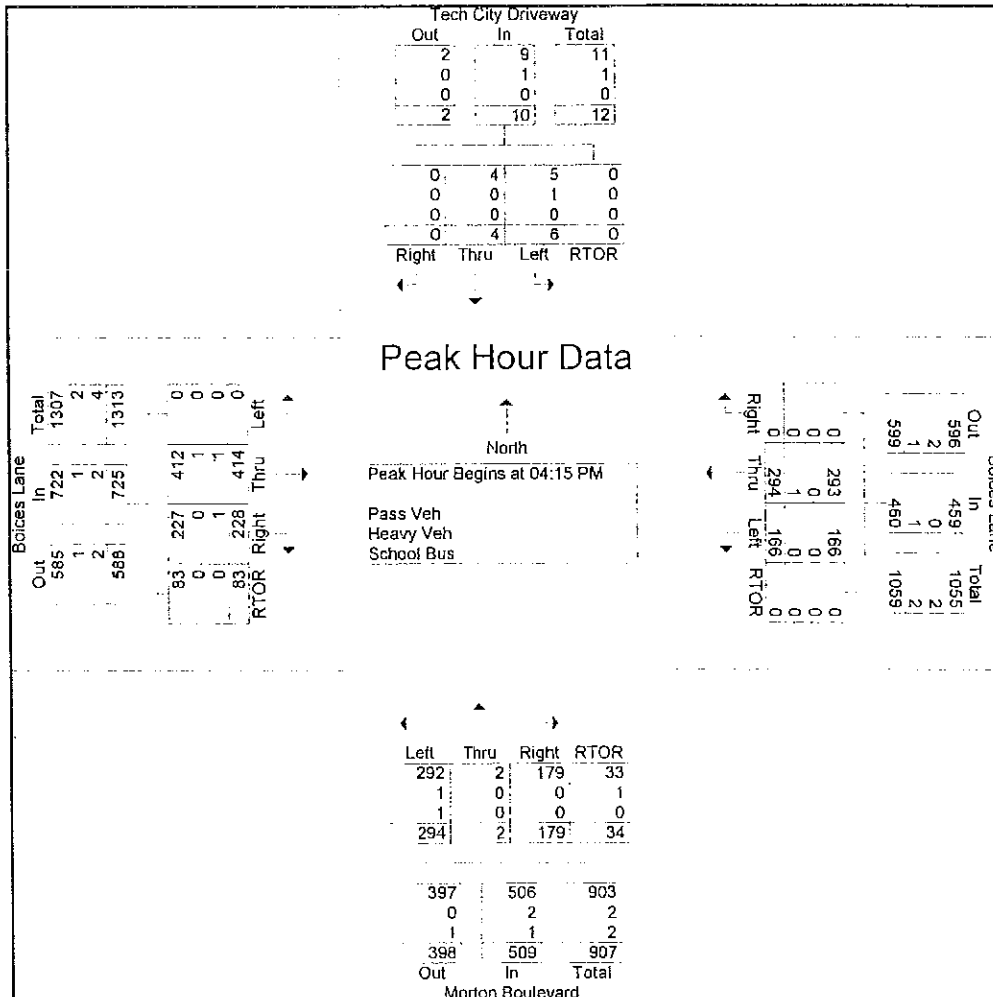 Tech City Driveway
Out In Total
2 9 11
0 1 1
0 0 0
2 10 12
0 4 5 0
0 0 1 0
0 0 0 0
0 4 6 0
Right Thru Left RTOR
Boices Lane
Out In Total
585 722 1307
1 1 2
2 2 4
588 725 1313
83 227 412 0
0 0 1 0
0 1 1 0
83 228 414 0
RTOR Right Thru Left
Peak Hour Data
North
Peak Hour Begins at 04:15 PM
Pass Veh
Heavy Veh
School Bus
Boices Lane
Out In Total
596 459 1055
2 0 2
1 1 2
599 460 1059
0 293 166 0
0 0 0 0
0 1 0 0
0 294 166 0
Right Thru Left RTOR
Left Thru Right RTOR
292 2 179 33
1 0 0 1
1 0 0 0
294 2 179 34
397 506 903
0 2 2
1 1 2
398 509 907
Out In Total
Morton Boulevard